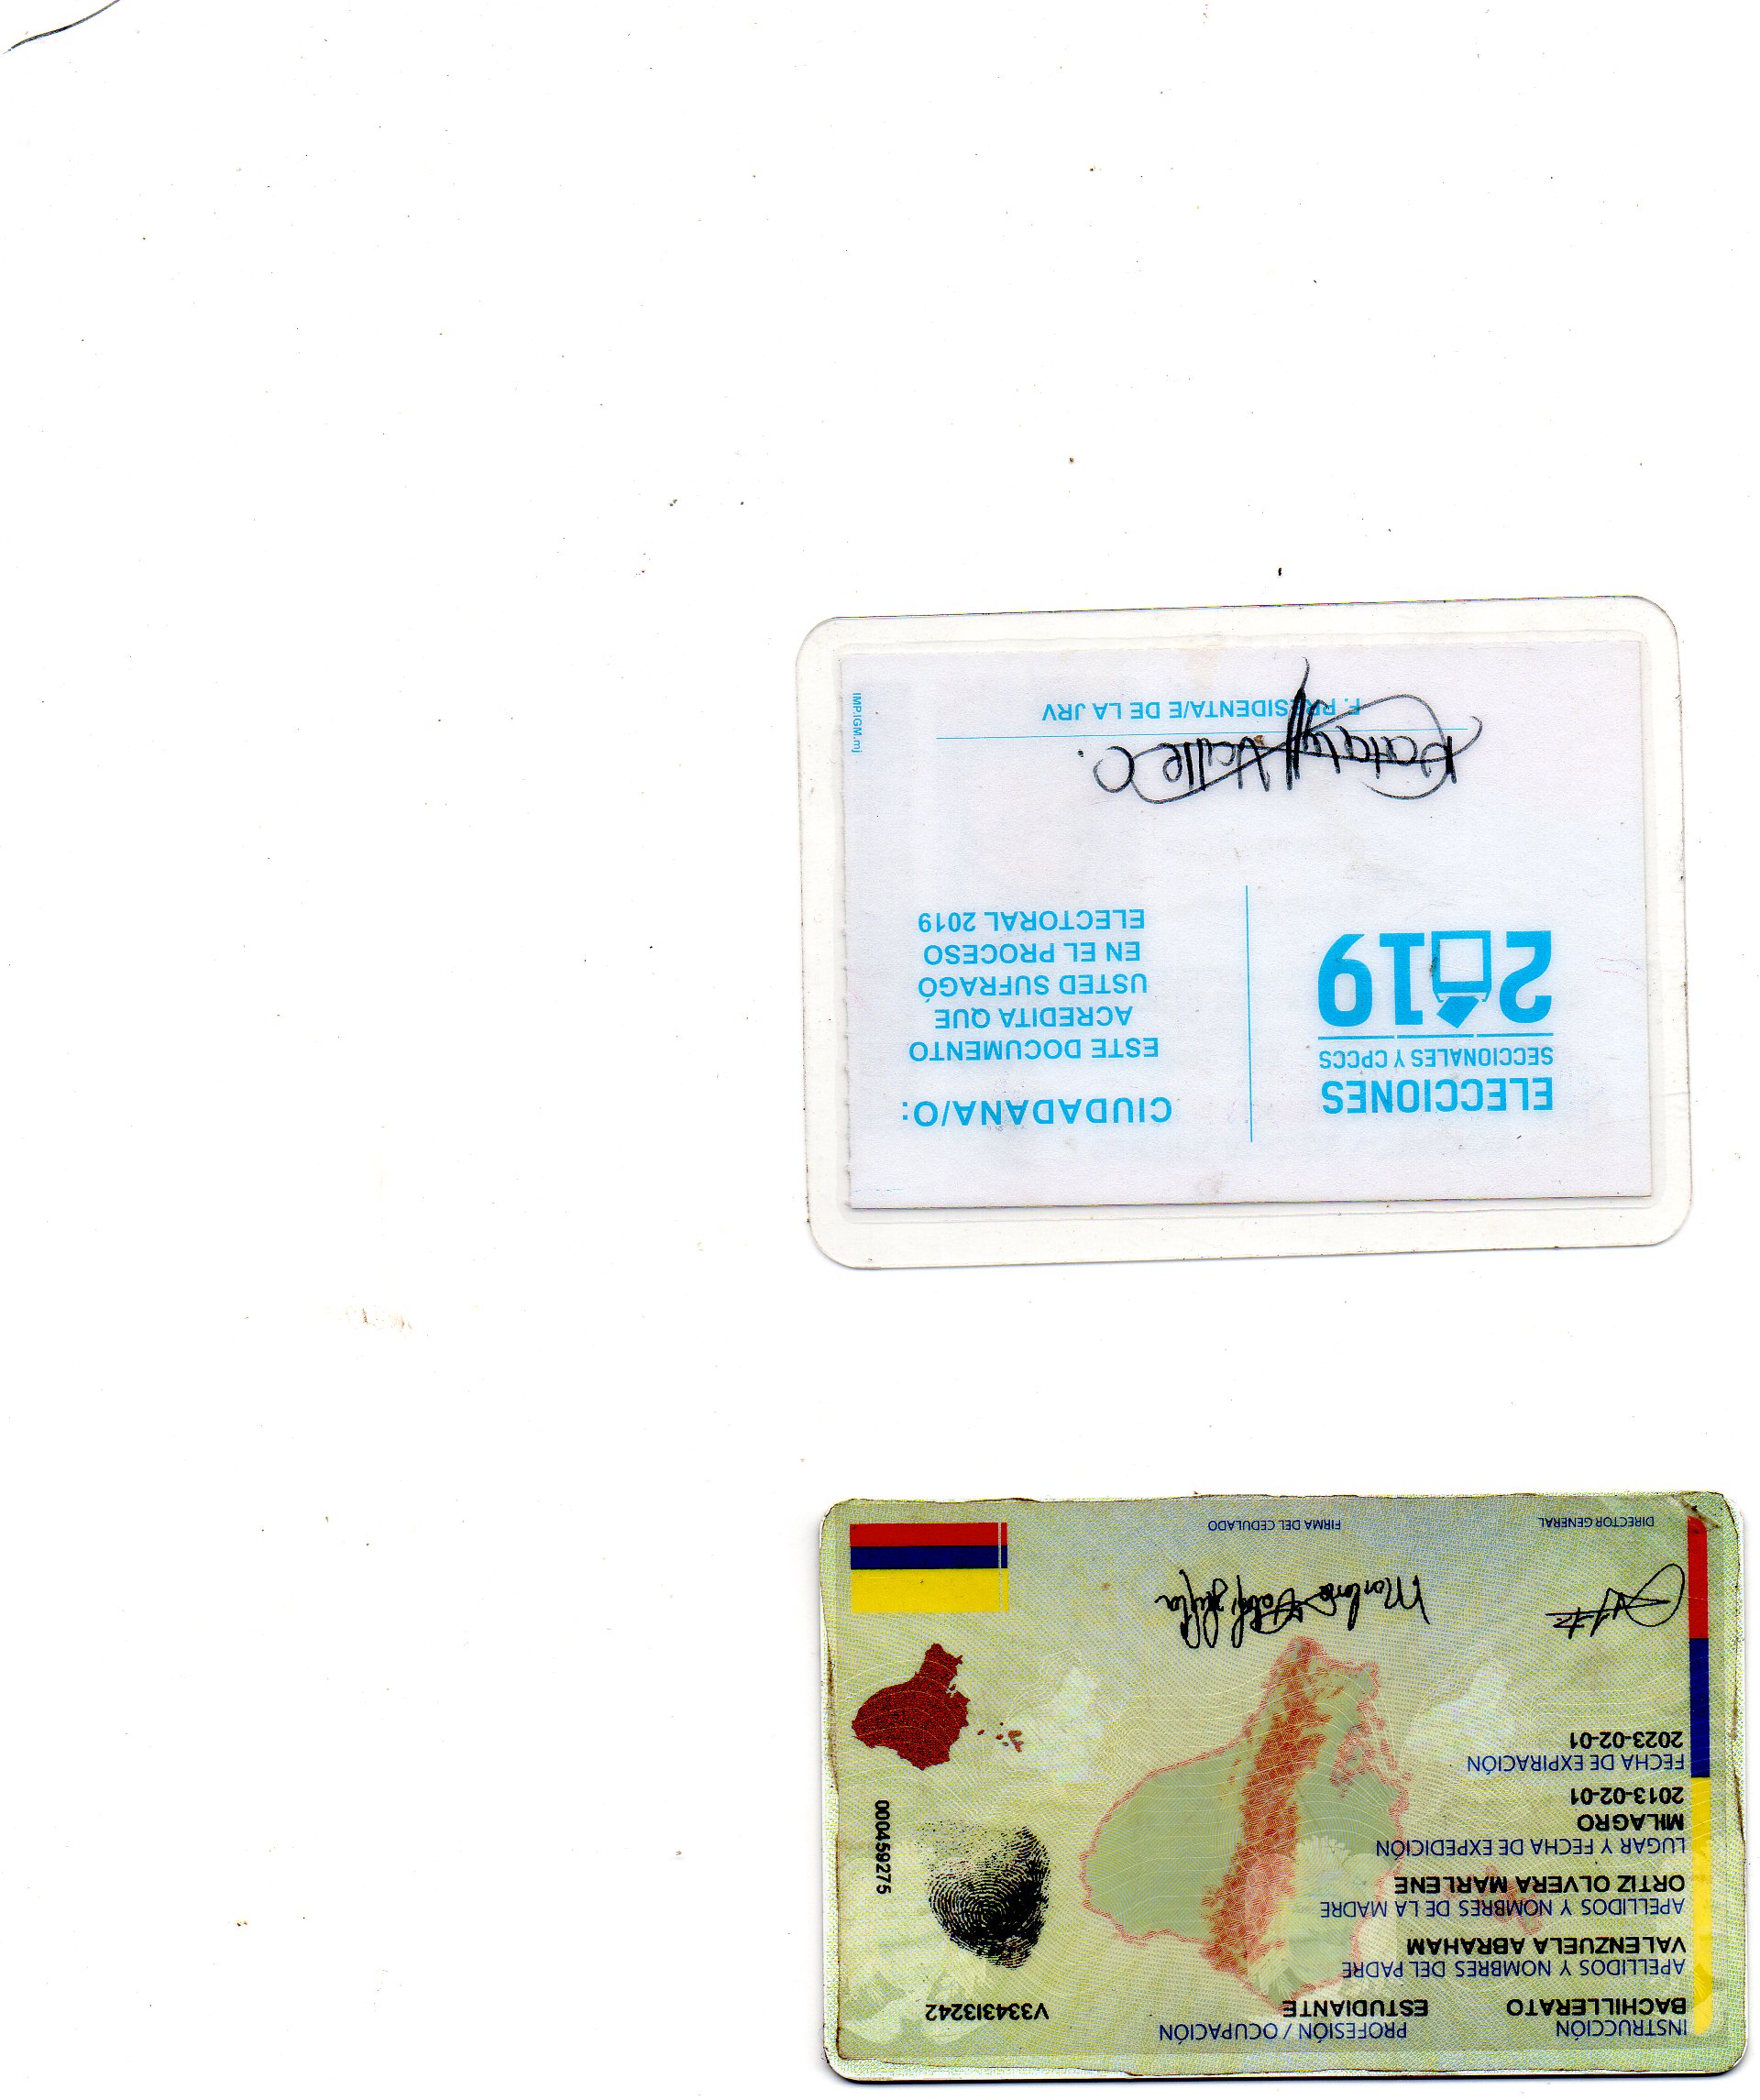 INSTRUCCIÓN
BACHILLERATO
PROFESIÓN / OCUPACIÓN
ESTUDIANTE
V3343I3242
APELLIDOS Y NOMBRES DEL PADRE
VALENZUELA ABRAHAM
APELLIDOS Y NOMBRES DE LA MADRE
ORTIZ OLVERA MARLENE
LUGAR Y FECHA DE EXPEDICIÓN
MILAGRO
2013-02-01
FECHA DE EXPIRACIÓN
2023-02-01
000459275
DIRECTOR GENERAL
FIRMA DEL CEDULADO
ELECCIONES
SECCIONALES Y CPCCS
2019
CIUDADANA/O:
ESTE DOCUMENTO
ACREDITA QUE
USTED SUFRAGÓ
EN EL PROCESO
ELECTORAL 2019
F. PRESIDENTA/E DE LA JRV
IMP.IGM.mj